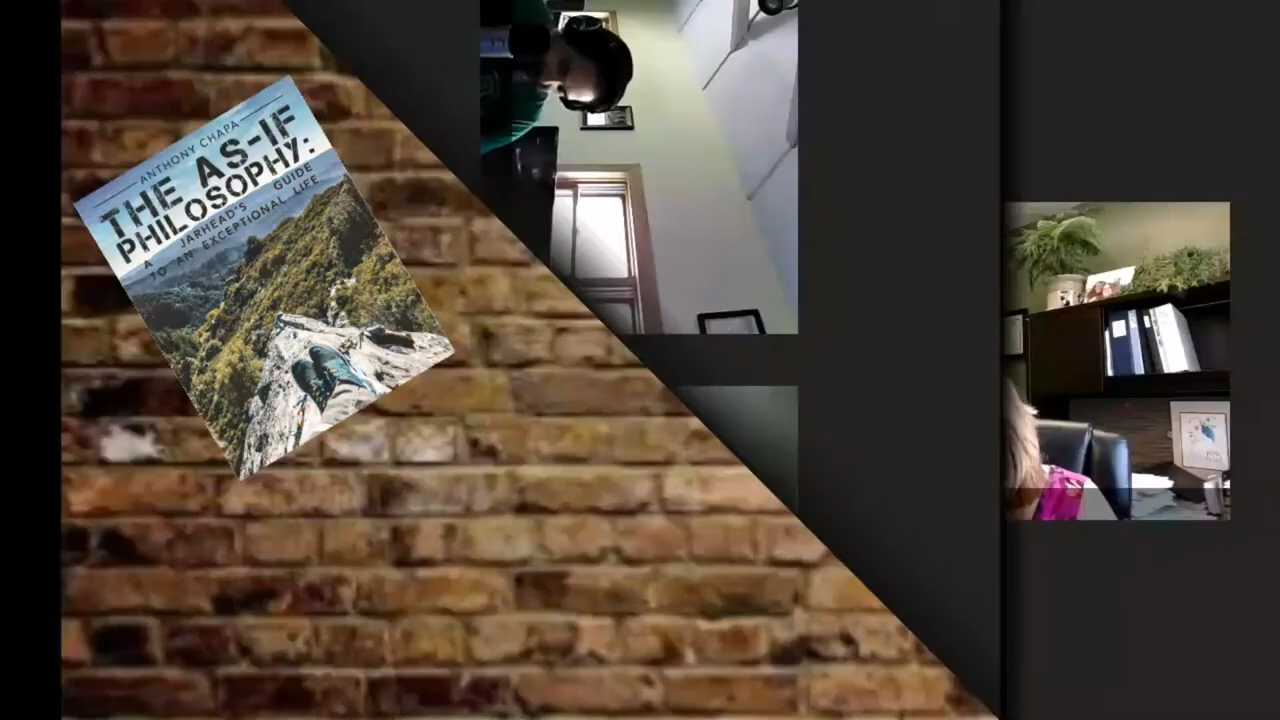 ANTHONY CHAPA
THE AS-IF
PHILOSOPHY:
A JARHEAD'S GUIDE
TO AN EXCEPTIONAL LIFE